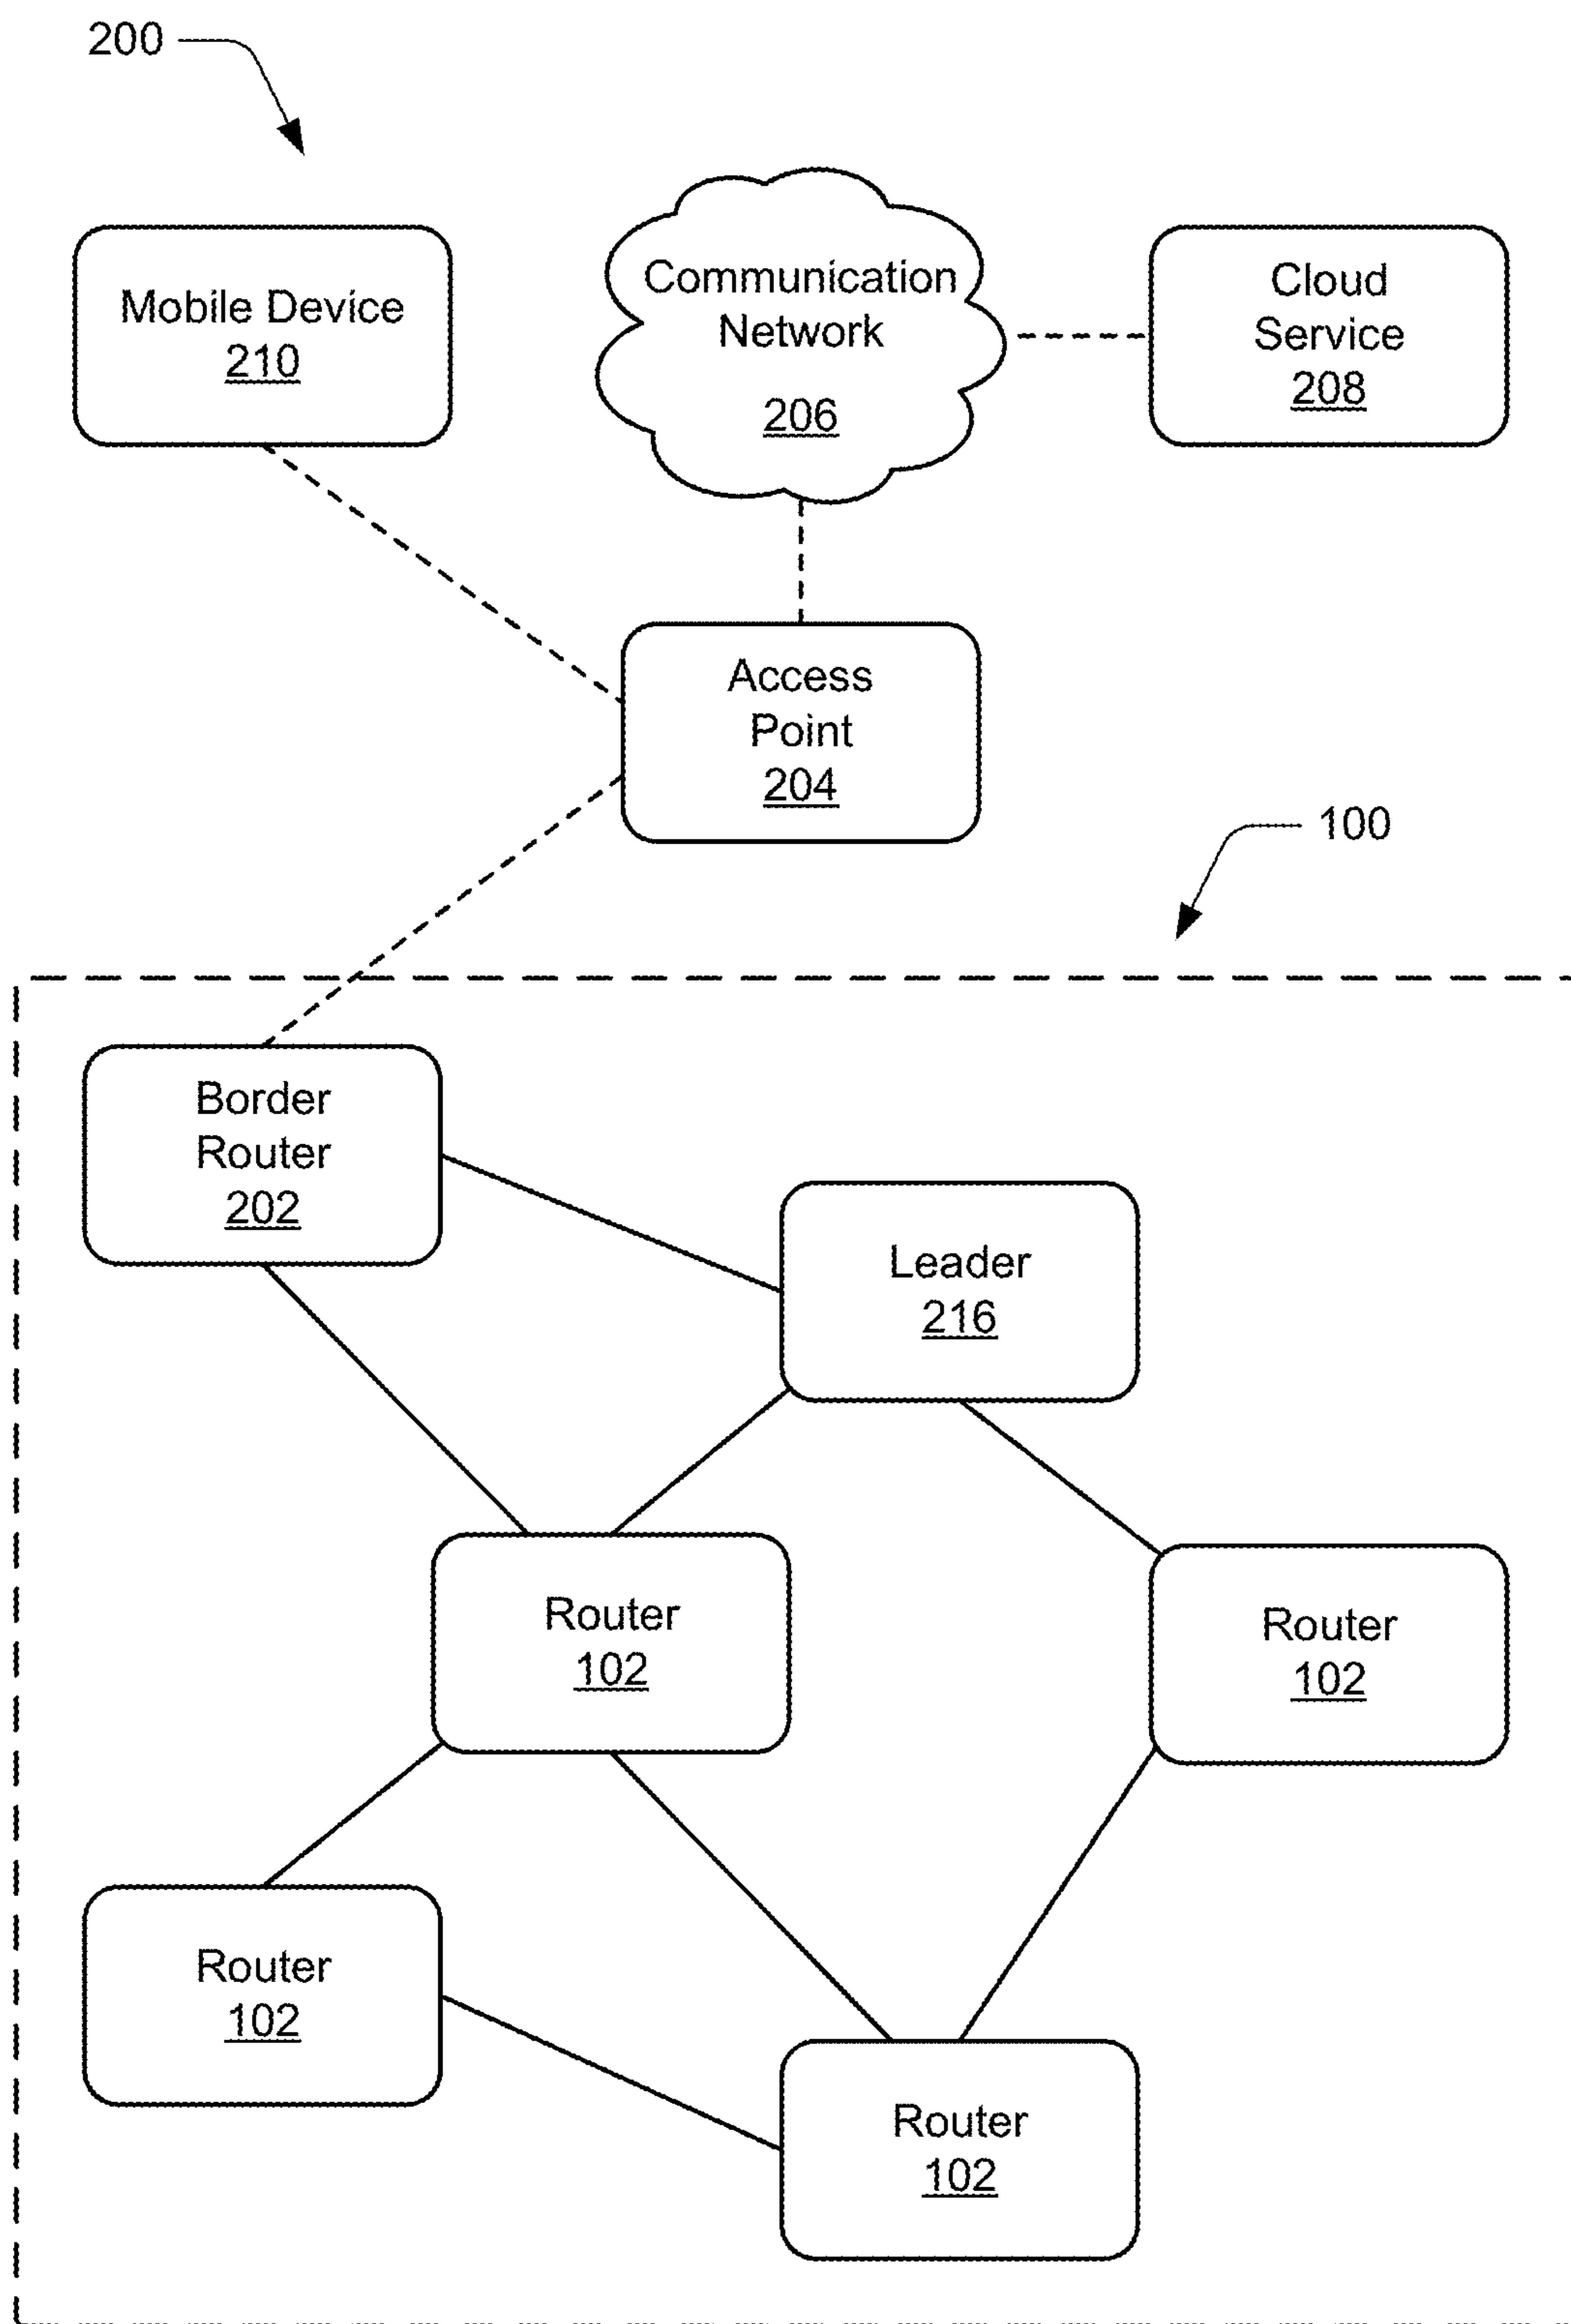 200
Mobile Device
210
Communication
Network
206
Cloud
Service
208
Access
Point
204
100
Border
Router
202
Leader
216
Router
102
Router
102
Router
102
Router
102